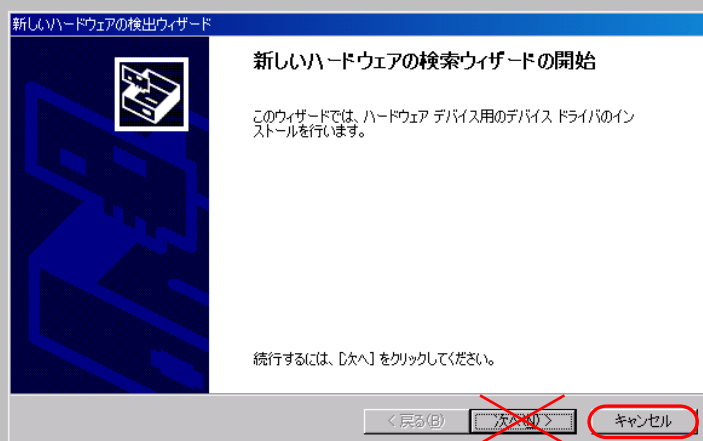 新しいハードウェアの検出ウィザード
新しいハードウェアの検索ウィザードの開始
このウィザードでは、ハードウェア デバイス用のデバイス ドライバのイン
ストールを行います。
続行するには、[次へ] をクリックしてください。
< 戻る(B) 次へ(N) > キャンセル